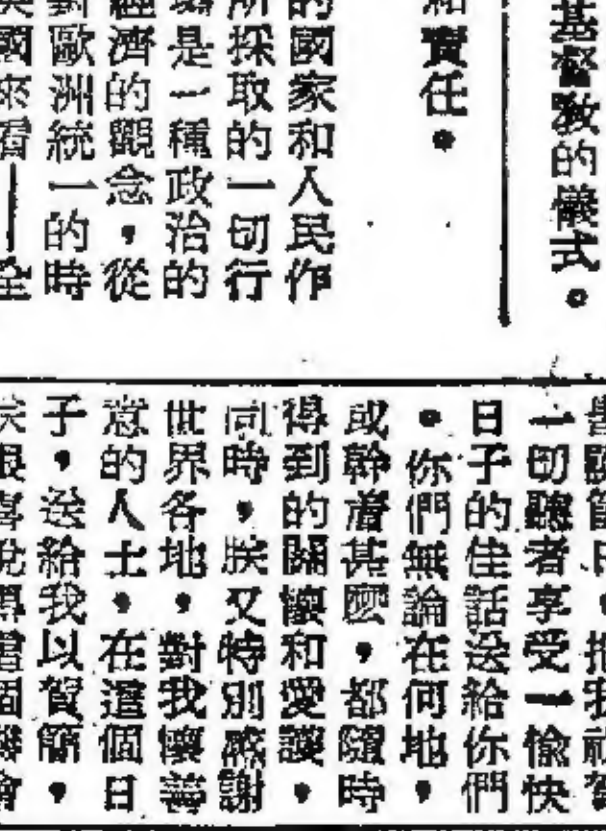 基督教的儀式。
和責任。
的國家和人民作
所採取的一切行
場是一種政治的
經濟的觀念，從
對歐洲統一的時
英國來看——全
一切聽者享受一愉快
日子的佳話送給你們
。你們無論在何地，
或幹着甚麼，都隨時
得到的關懷和愛護，
同時，朕又特別感謝
世界各地，對我懷善
意的人士，在這個日
子，送給我以賀簡，